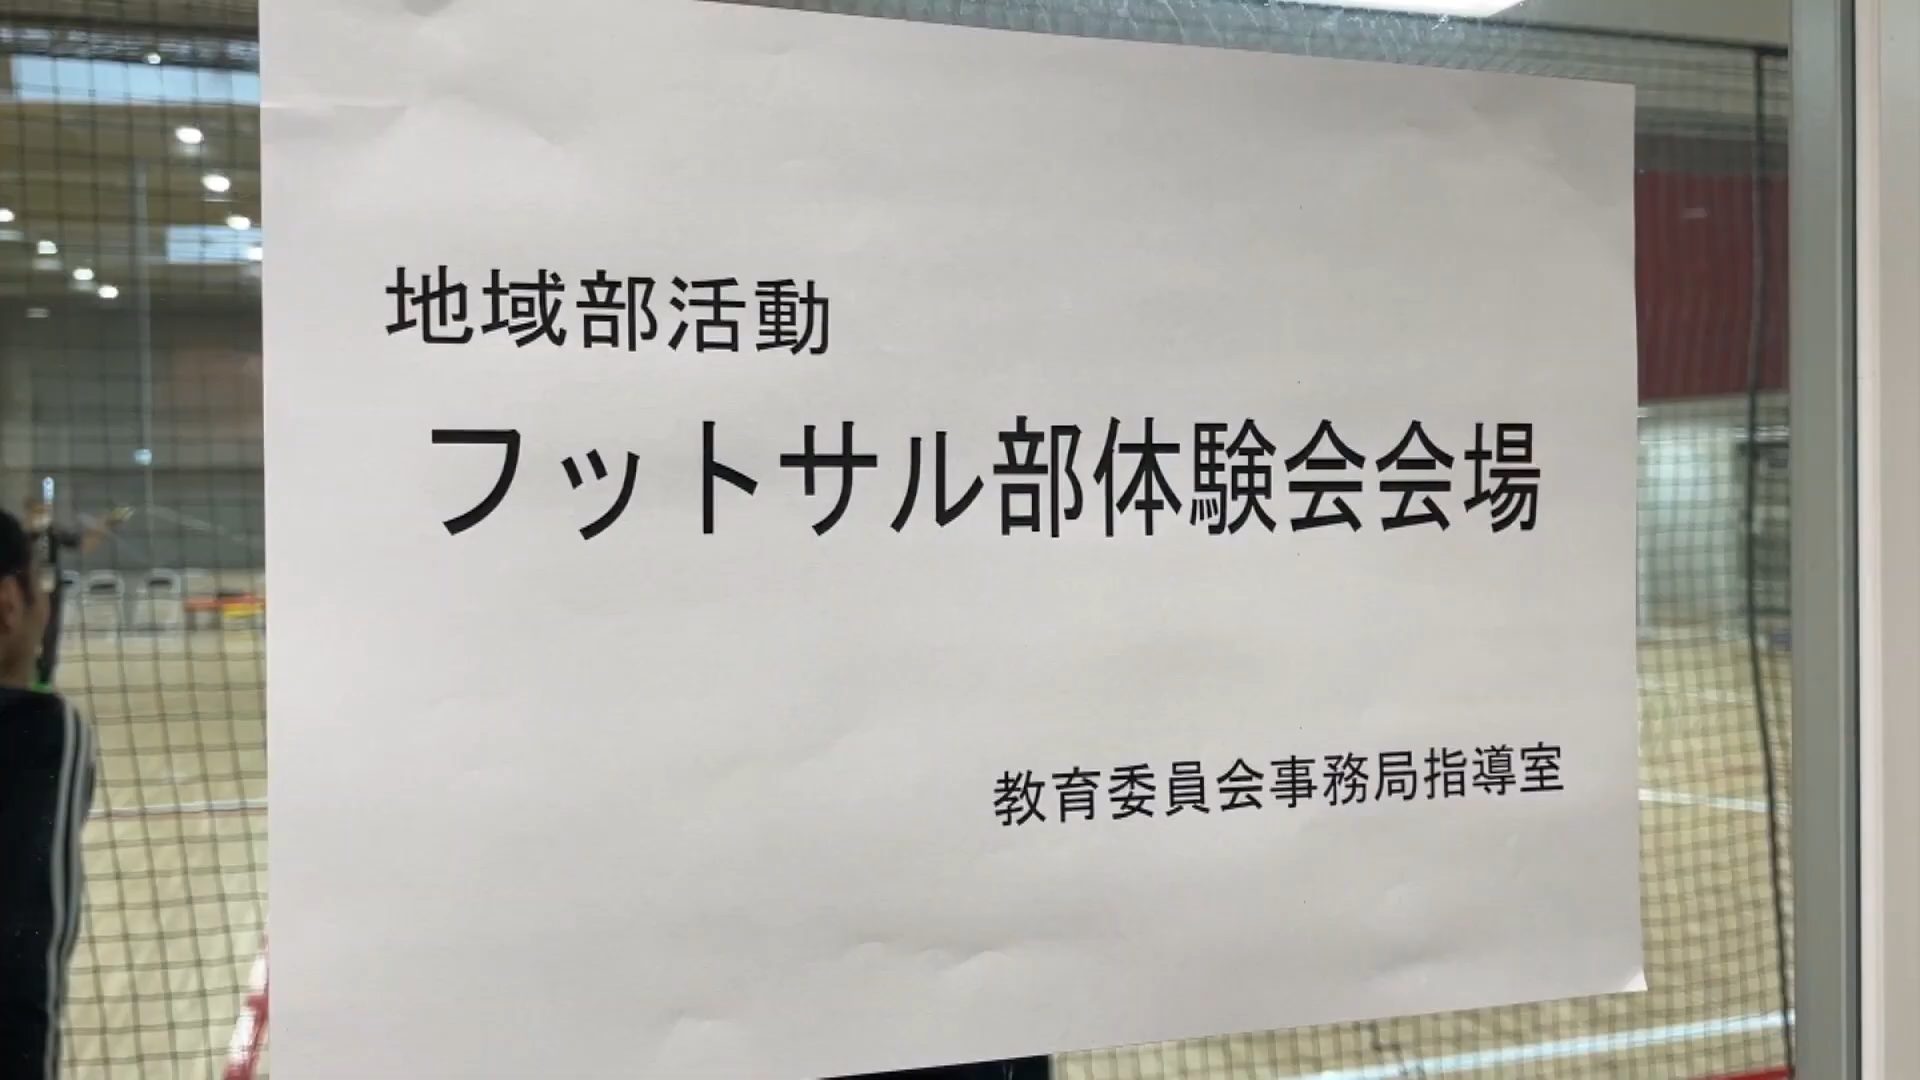 地域部活動
フットサル部体験会会場
教育委員会事務局指導室